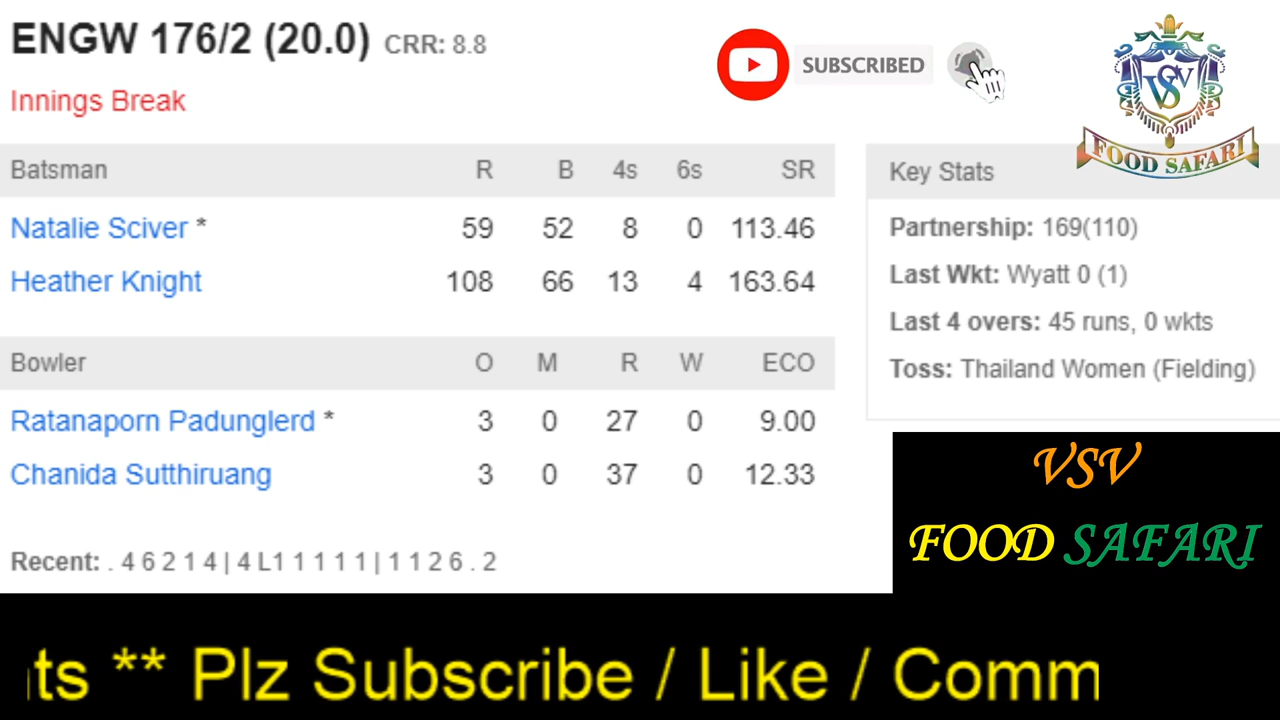 ENGW 176/2 (20.0) CRR: 8.8
Innings Break
SUBSCRIBED
VSV
FOOD SAFARI
Batsman R B 4s 6s SR
Natalie Sciver * 59 52 8 0 113.46
Heather Knight 108 66 13 4 163.64
Bowler O M R W ECO
Ratanaporn Padunglerd * 3 0 27 0 9.00
Chanida Sutthiruang 3 0 37 0 12.33
Recent: . 4 6 2 1 4 | 4 L1 1 1 1 1 | 1 1 2 6 . 2
Key Stats
Partnership: 169(110)
Last Wkt: Wyatt 0 (1)
Last 4 overs: 45 runs, 0 wkts
Toss: Thailand Women (Fielding)
VSV
FOOD SAFARI
ts ** Plz Subscribe / Like / Comm